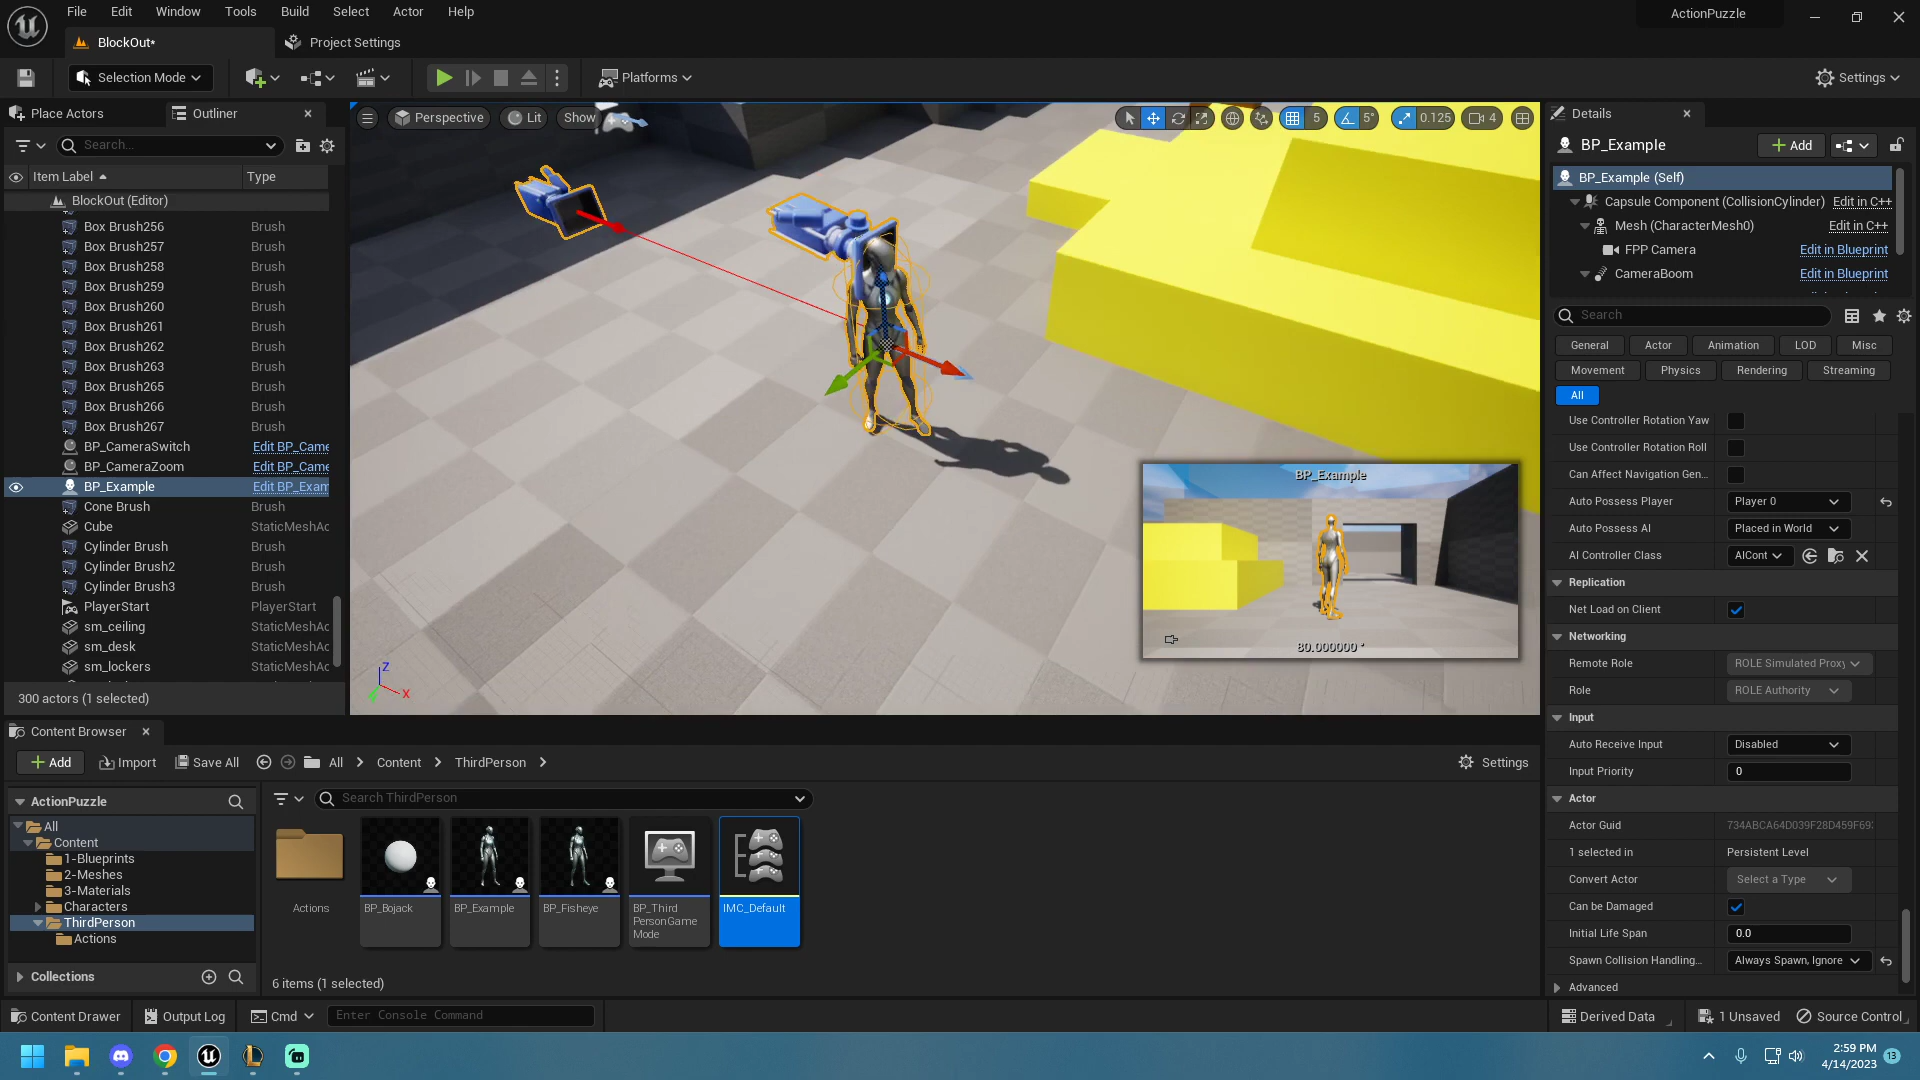 File Edit Window Tools Build Select Actor Help
ActionPuzzle
BlockOut*
Project Settings
Selection Mode
Platforms
Settings
Place Actors
Outliner
Search...
Item Label
Type
BlockOut (Editor)
Box Brush256 Brush
Box Brush257 Brush
Box Brush258 Brush
Box Brush259 Brush
Box Brush260 Brush
Box Brush261 Brush
Box Brush262 Brush
Box Brush263 Brush
Box Brush265 Brush
Box Brush266 Brush
Box Brush267 Brush
BP_CameraSwitch Edit BP_Came
BP_CameraZoom Edit BP_Came
BP_Example Edit BP_Exam
Cone Brush Brush
Cube StaticMeshAc
Cylinder Brush Brush
Cylinder Brush2 Brush
Cylinder Brush3 Brush
PlayerStart PlayerStart
sm_ceiling StaticMeshAc
sm_desk StaticMeshAc
sm_lockers StaticMeshAc
300 actors (1 selected)
Perspective
Lit
Show
5
5°
0.125
4
BP_Example
80.000000 °
Z
X
Details
BP_Example
Add
BP_Example (Self)
Capsule Component (CollisionCylinder) Edit in C++
Mesh (CharacterMesh0) Edit in C++
FPP Camera Edit in Blueprint
CameraBoom Edit in Blueprint
Search
General Actor Animation LOD Misc
Movement Physics Rendering Streaming
All
Use Controller Rotation Yaw
Use Controller Rotation Roll
Can Affect Navigation Gen...
Auto Possess Player Player 0
Auto Possess AI Placed in World
AI Controller Class AICont
Replication
Net Load on Client
Networking
Remote Role ROLE Simulated Proxy
Role ROLE Authority
Input
Auto Receive Input Disabled
Input Priority 0
Actor
Actor Guid 734ABCA64D039F28D459F69
1 selected in Persistent Level
Convert Actor Select a Type
Can be Damaged
Initial Life Span 0.0
Spawn Collision Handling... Always Spawn, Ignore
Advanced
Content Browser
Add
Import
Save All
All
Content
ThirdPerson
Settings
ActionPuzzle
Search ThirdPerson
All
Content
1-Blueprints
2-Meshes
3-Materials
Characters
ThirdPerson
Actions
Collections
Actions
BP_Bojack
BP_Example
BP_Fisheye
BP_Third
PersonGame
Mode
IMC_Default
6 items (1 selected)
Content Drawer
Output Log
Cmd
Enter Console Command
Derived Data
1 Unsaved
Source Control
2:59 PM
4/14/2023
13